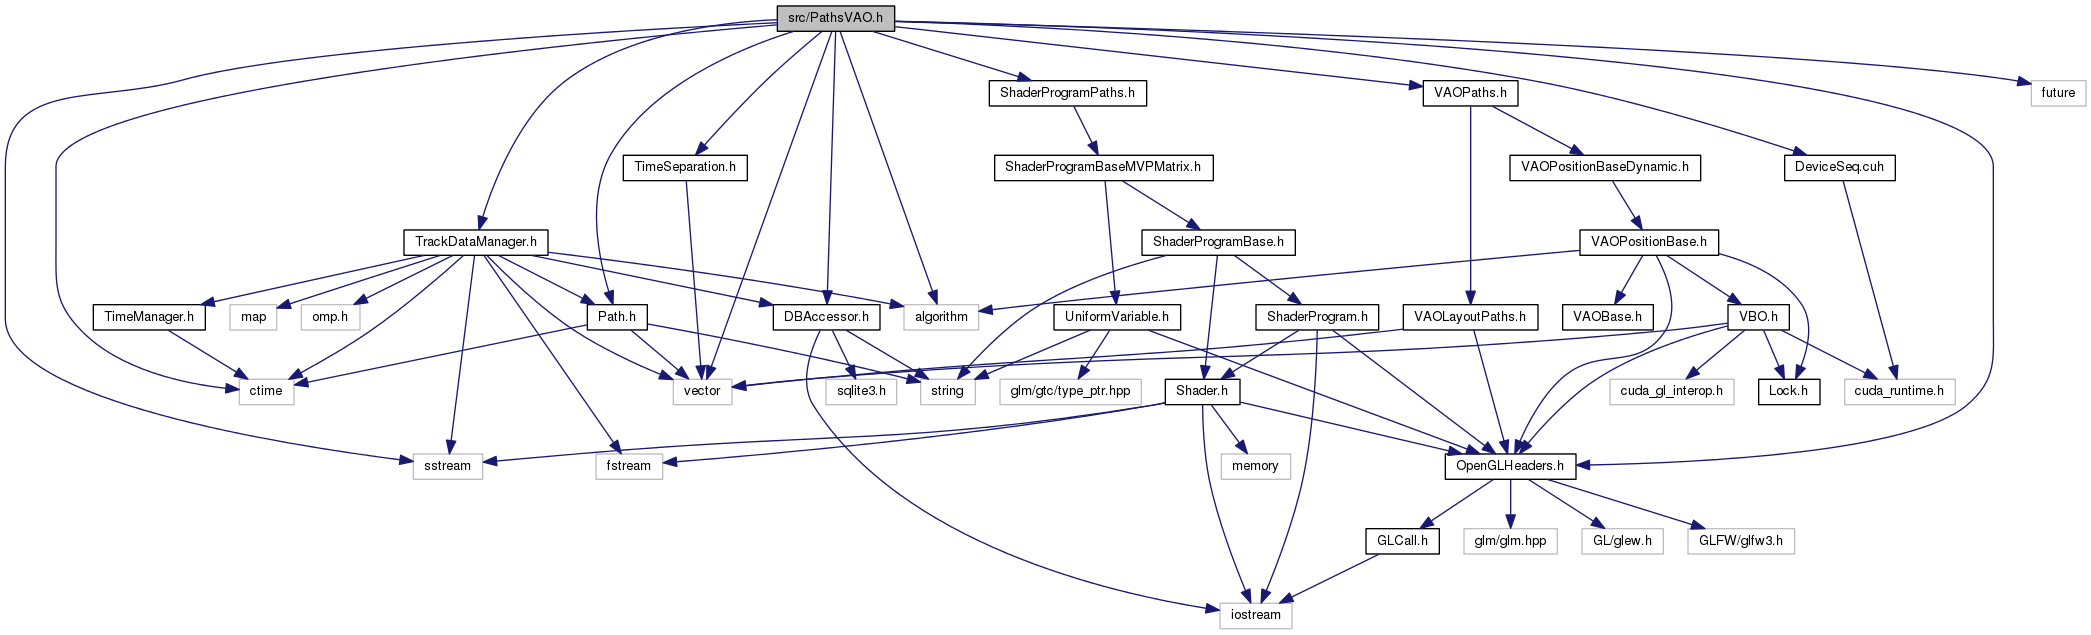 src/PathsVAO.h
ShaderProgramPaths.h
VAOPaths.h
future
TimeSeparation.h
ShaderProgramBaseMVPMatrix.h
VAOPositionBaseDynamic.h
DeviceSeq.cuh
TrackDataManager.h
ShaderProgramBase.h
VAOPositionBase.h
TimeManager.h
map
omp.h
Path.h
DBAccessor.h
algorithm
UniformVariable.h
ShaderProgram.h
VAOLayoutPaths.h
VAOBase.h
VBO.h
ctime
vector
sqlite3.h
string
glm/gtc/type_ptr.hpp
Shader.h
cuda_gl_interop.h
Lock.h
cuda_runtime.h
sstream
fstream
memory
OpenGLHeaders.h
GLCall.h
glm/glm.hpp
GL/glew.h
GLFW/glfw3.h
iostream